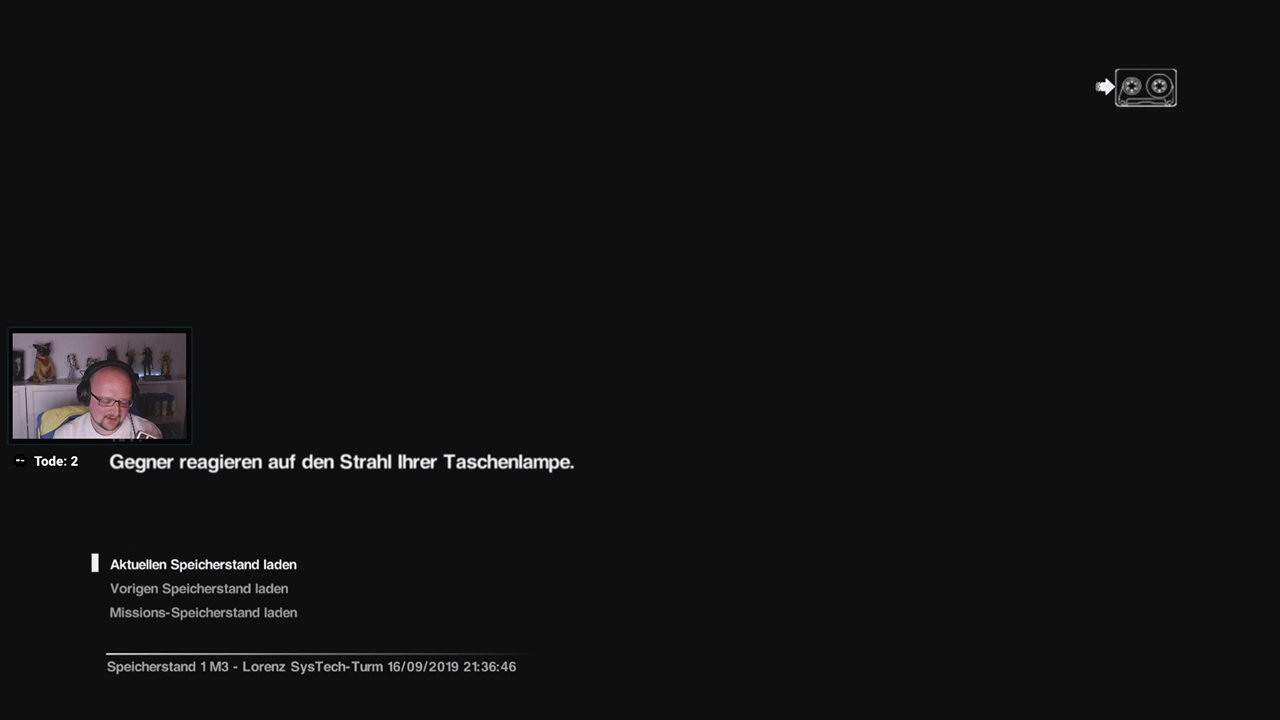 Tode: 2
Gegner reagieren auf den Strahl Ihrer Taschenlampe.
Aktuellen Speicherstand laden
Vorigen Speicherstand laden
Missions-Speicherstand laden
Speicherstand 1 M3 - Lorenz SysTech-Turm 16/09/2019 21:36:46